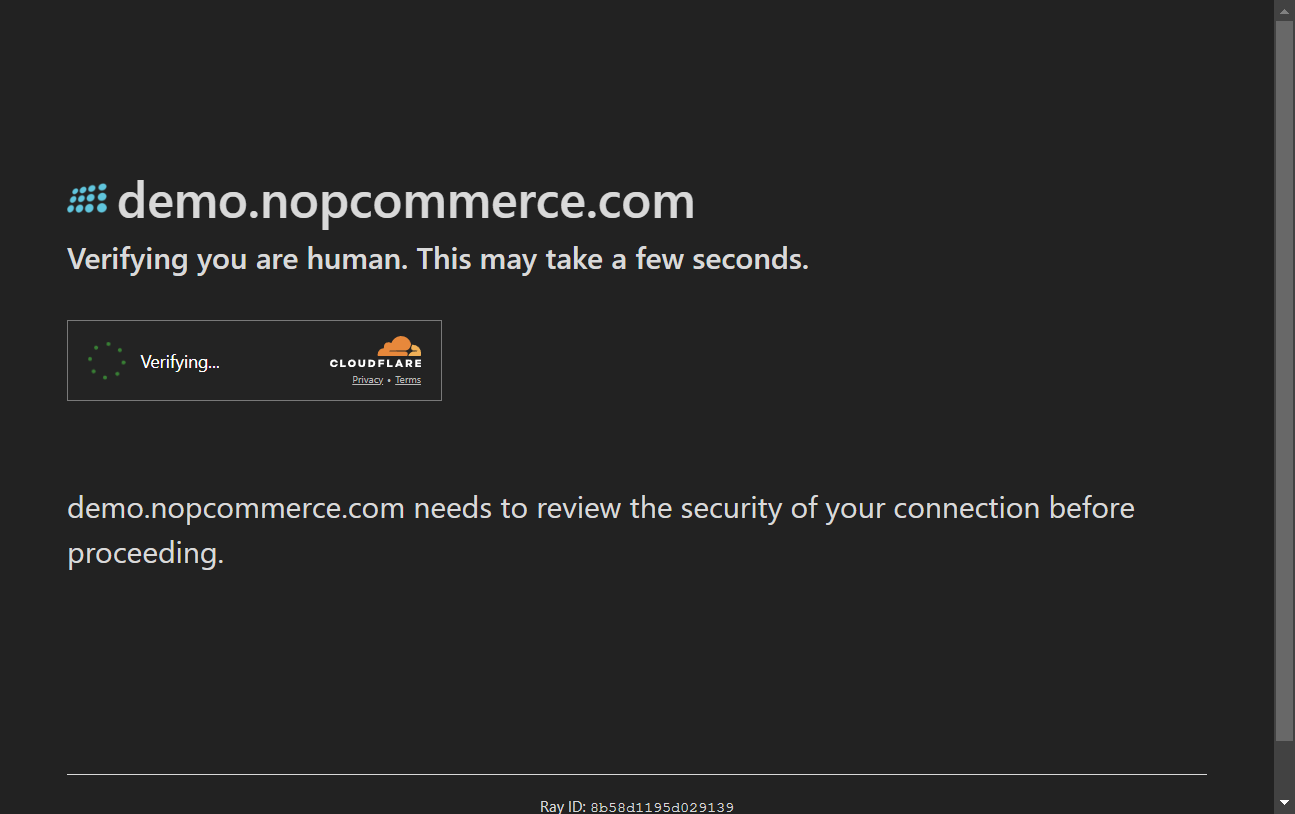 demo.nopcommerce.com
Verifying you are human. This may take a few seconds.
Verifying...
CLOUDFLARE
Privacy • Terms
demo.nopcommerce.com needs to review the security of your connection before
proceeding.
Ray ID: 8b58d1195d029139